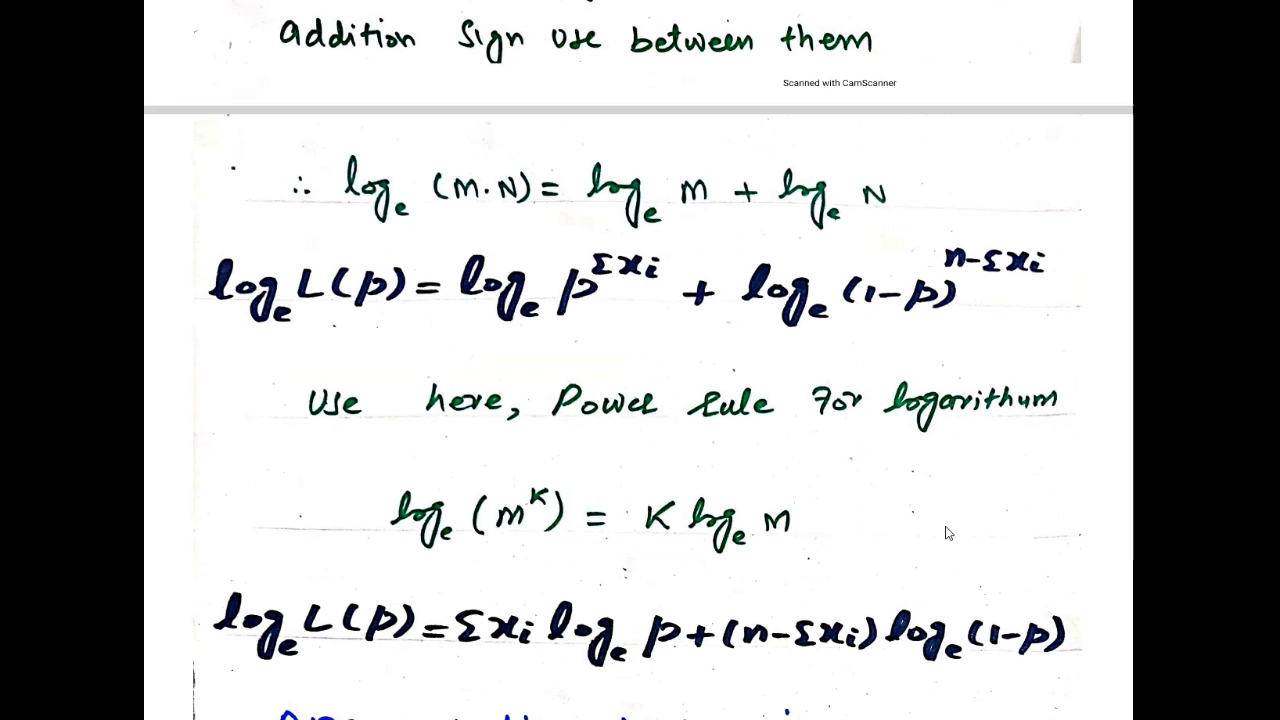 addition sign use between them
Scanned with CamScanner
∴ logₑ (M.N) = logₑ M + logₑ N
logₑ L(p) = logₑ p^Σxi + logₑ (1-p)^n-Σxi
Use here, Power rule For logarithum
logₑ (m^K) = K logₑ M
logₑ L(p) = Σxi logₑ p + (n-Σxi) logₑ (1-p)